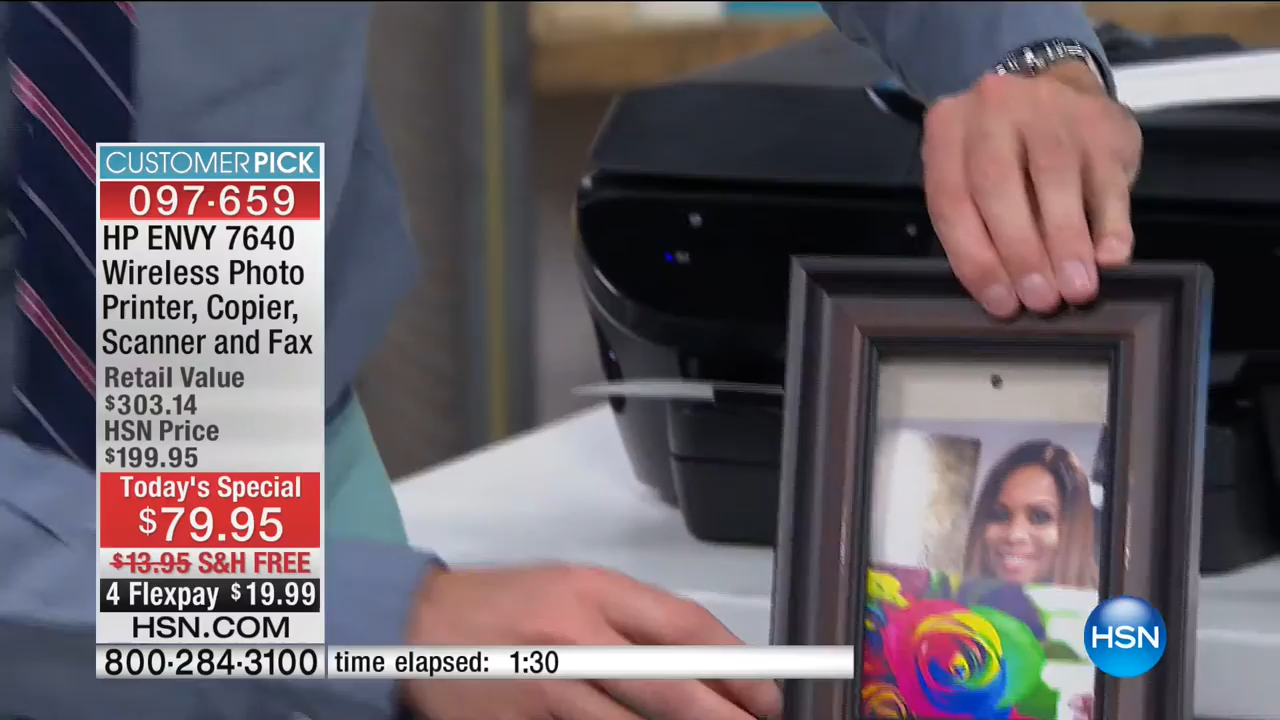 CUSTOMER PICK
097·659
HP ENVY 7640
Wireless Photo
Printer, Copier,
Scanner and Fax
Retail Value
$303.14
HSN Price
$199.95
Today's Special
$79.95
$13.95 S&H FREE
4 Flexpay $19.99
HSN.COM
800·284·3100
time elapsed: 1:30
HSN